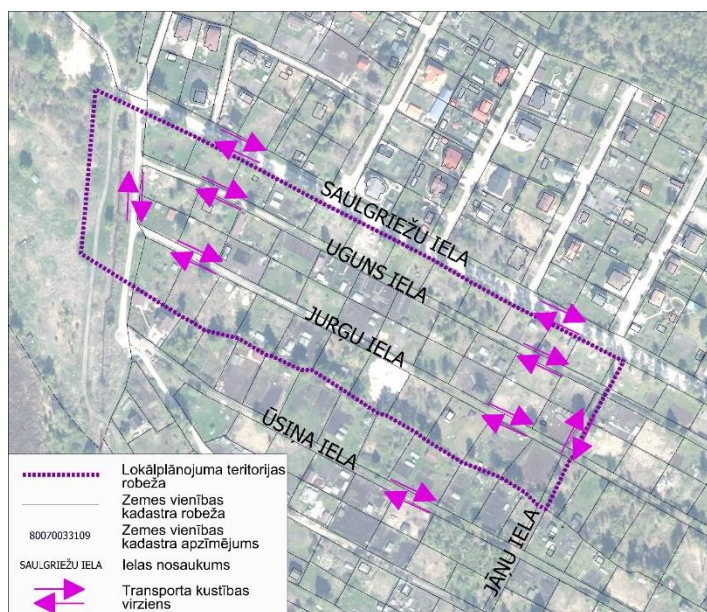 SAULGRIEŽU IELA
UGUNS IELA
JURĢU IELA
ŪSIŅA IELA
JĀŅU IELA
Lokālplānojuma teritorijas
robeža
Zemes vienības
kadastra robeža
80070033109
Zemes vienības
kadastra apzīmējums
SAULGRIEŽU IELA
Ielas nosaukums
Transporta kustības
virziens